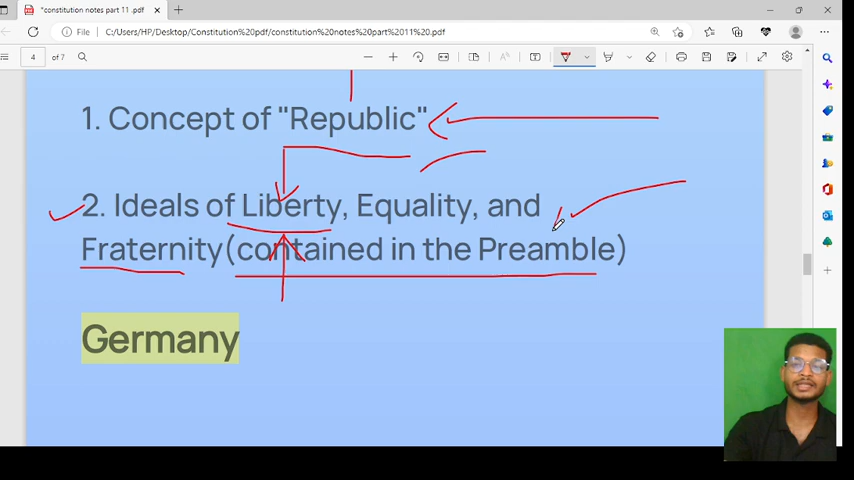 *constitution notes part 11 .pdf
File
C:/Users/HP/Desktop/Constitution%20pdf/constitution%20notes%20part%2011%20.pdf
4 of 7
1. Concept of "Republic"
2. Ideals of Liberty, Equality, and
Fraternity(contained in the Preamble)
Germany